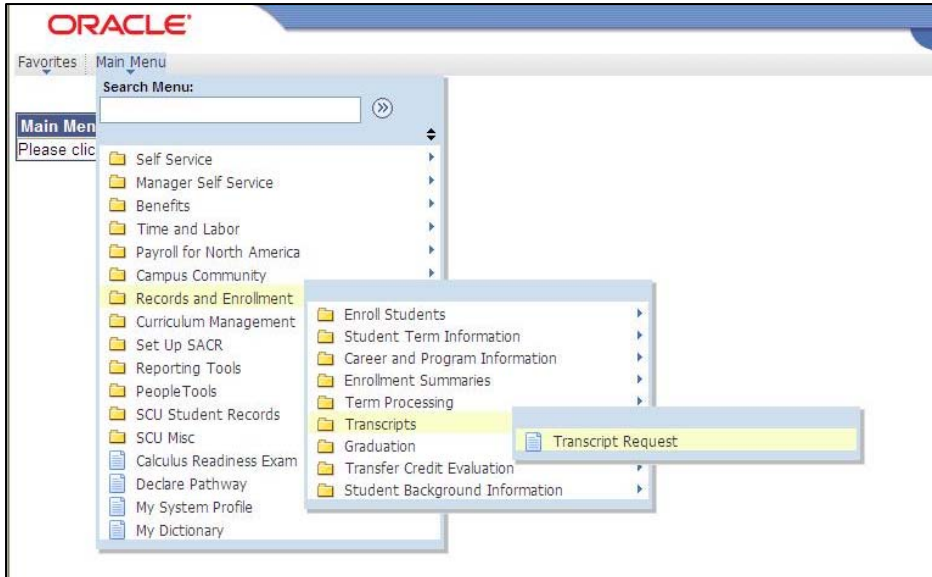 ORACLE
Favorites Main Menu
Search Menu:
Main Men
Please clic
Self Service
Manager Self Service
Benefits
Time and Labor
Payroll for North America
Campus Community
Records and Enrollment
Curriculum Management
Set Up SACR
Reporting Tools
PeopleTools
SCU Student Records
SCU Misc
Calculus Readiness Exam
Declare Pathway
My System Profile
My Dictionary
Enroll Students
Student Term Information
Career and Program Information
Enrollment Summaries
Term Processing
Transcripts
Graduation
Transfer Credit Evaluation
Student Background Information
Transcript Request